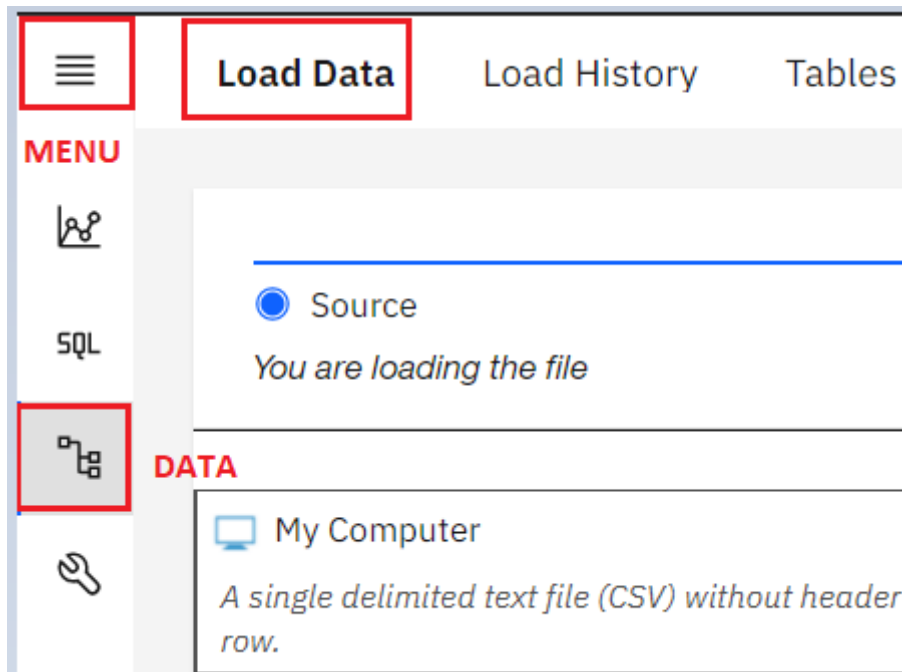 Load Data Load History Tables
MENU
Source
SQL
You are loading the file
DATA
My Computer
A single delimited text file (CSV) without header
row.